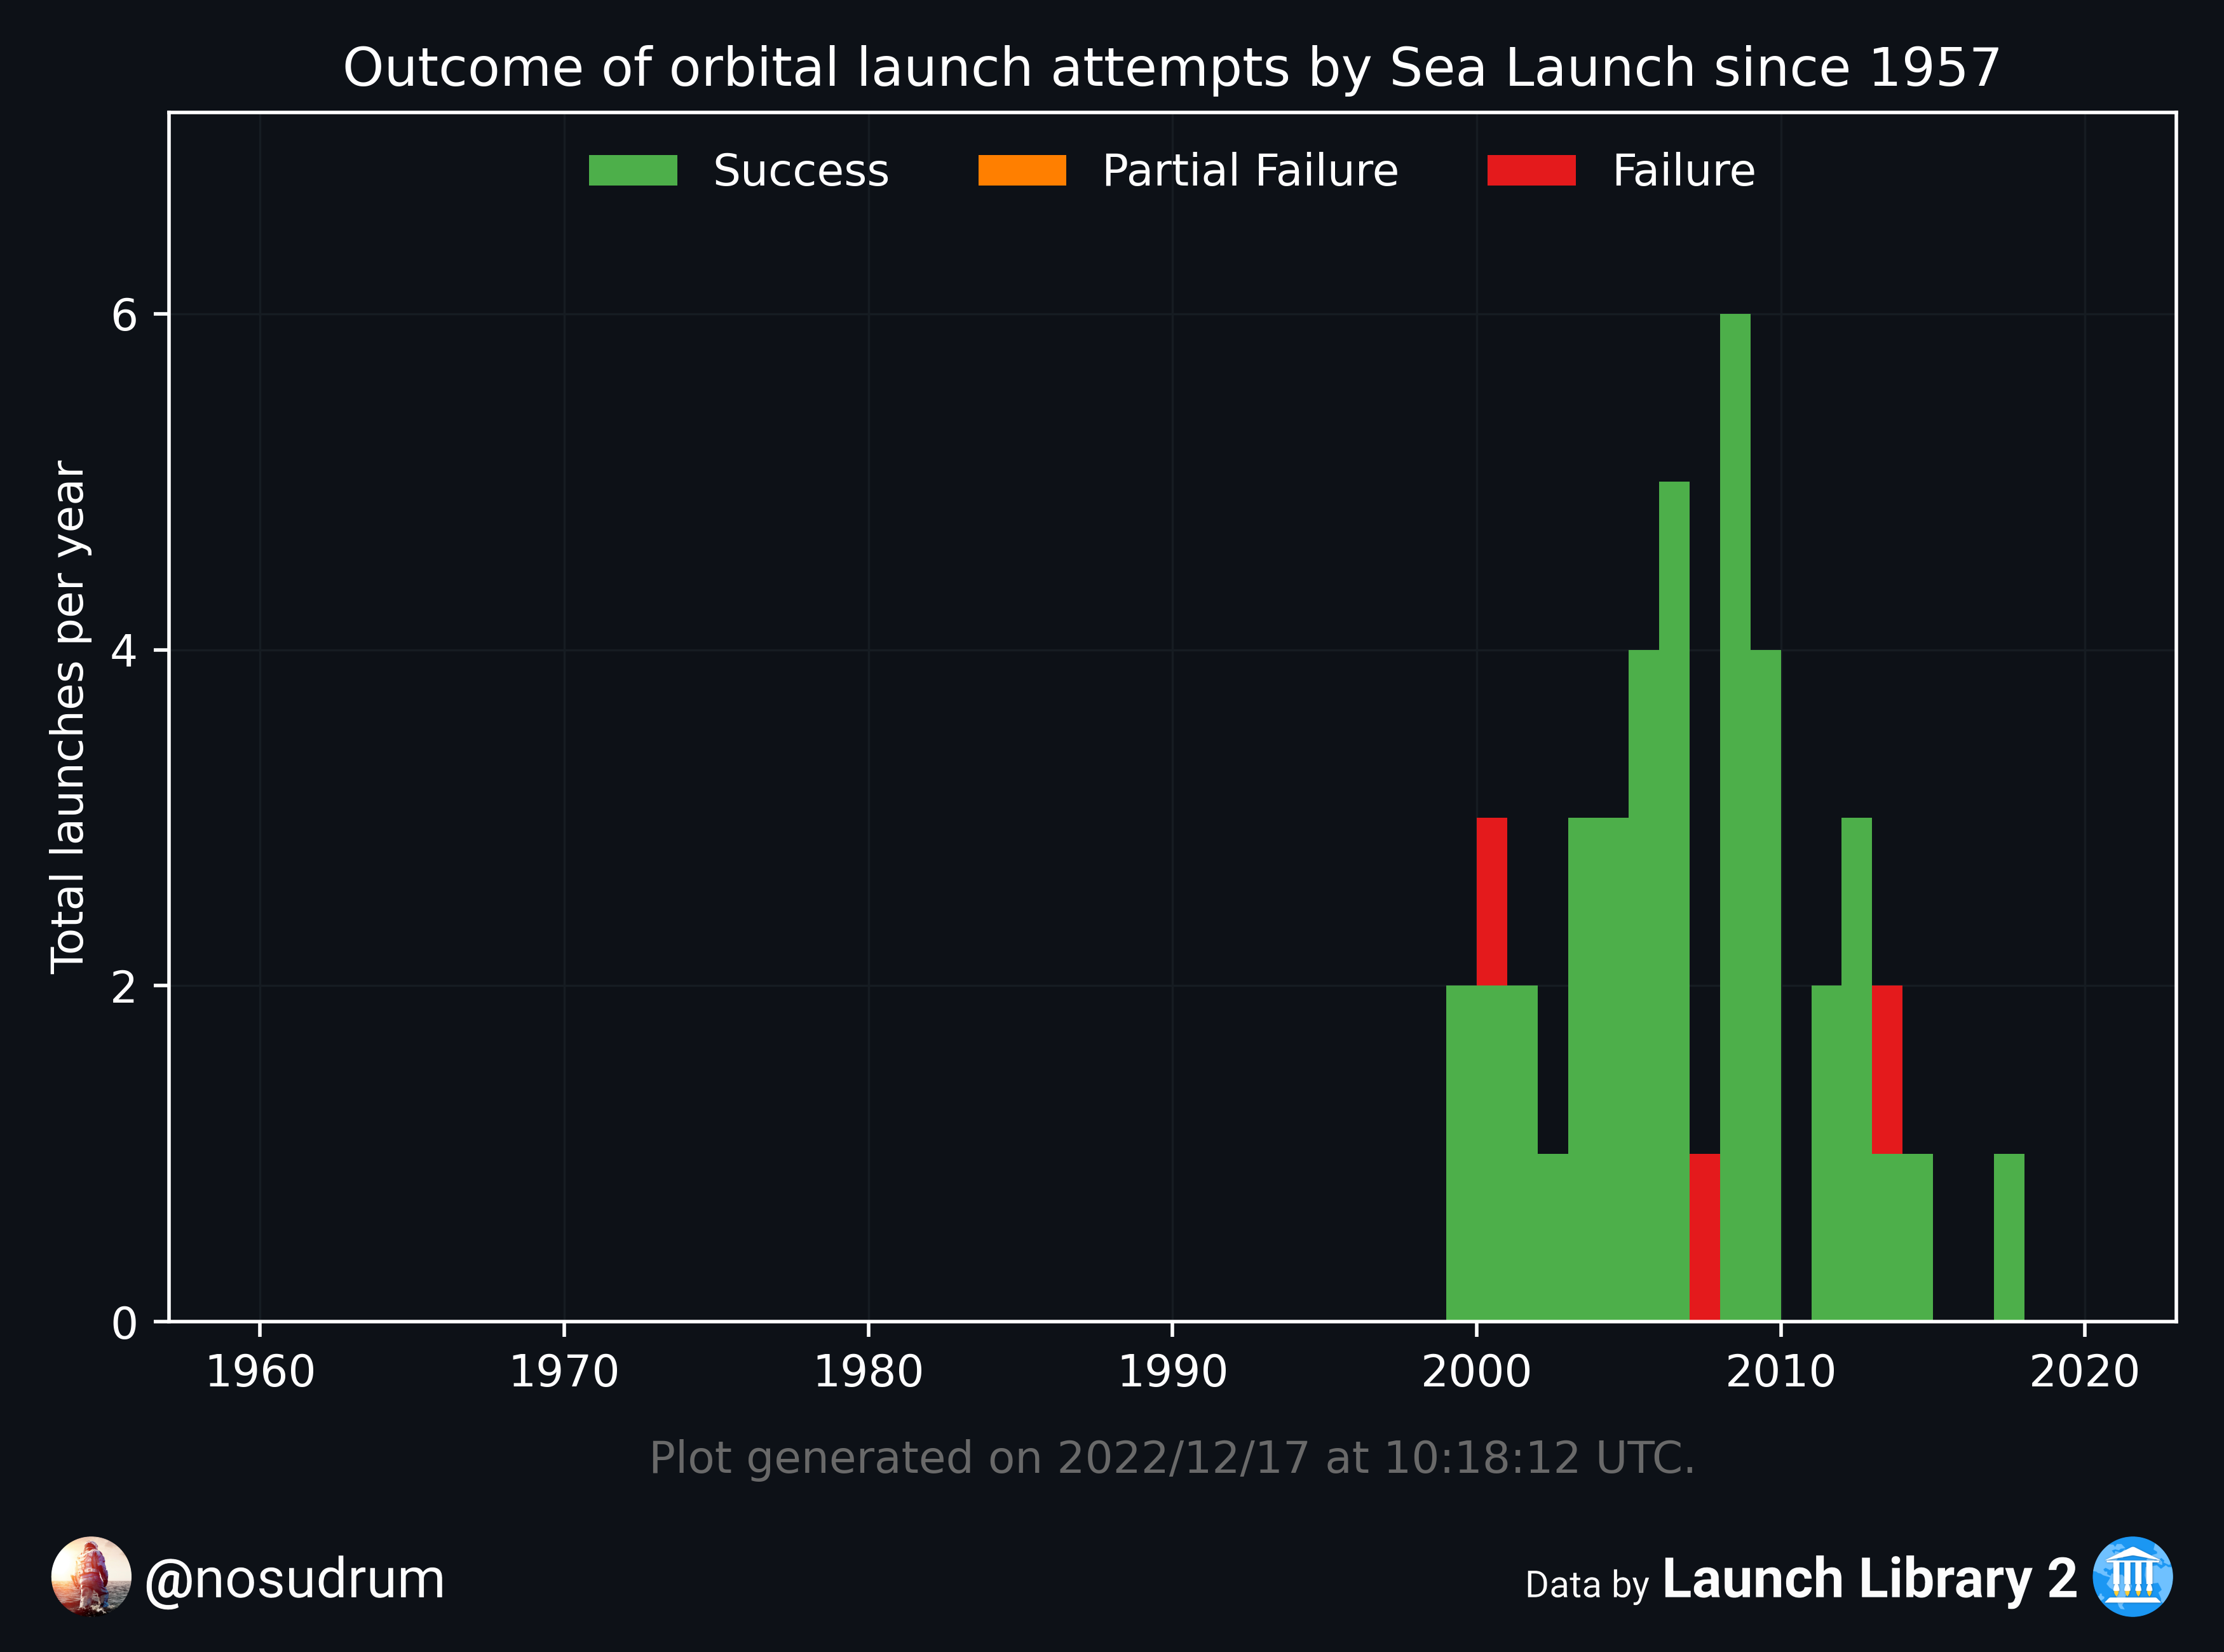 Outcome of orbital launch attempts by Sea Launch since 1957
Success Partial Failure Failure
Total launches per year
6
4
2
0
1960 1970 1980 1990 2000 2010 2020
Plot generated on 2022/12/17 at 10:18:12 UTC.
@nosudrum
Data by Launch Library 2